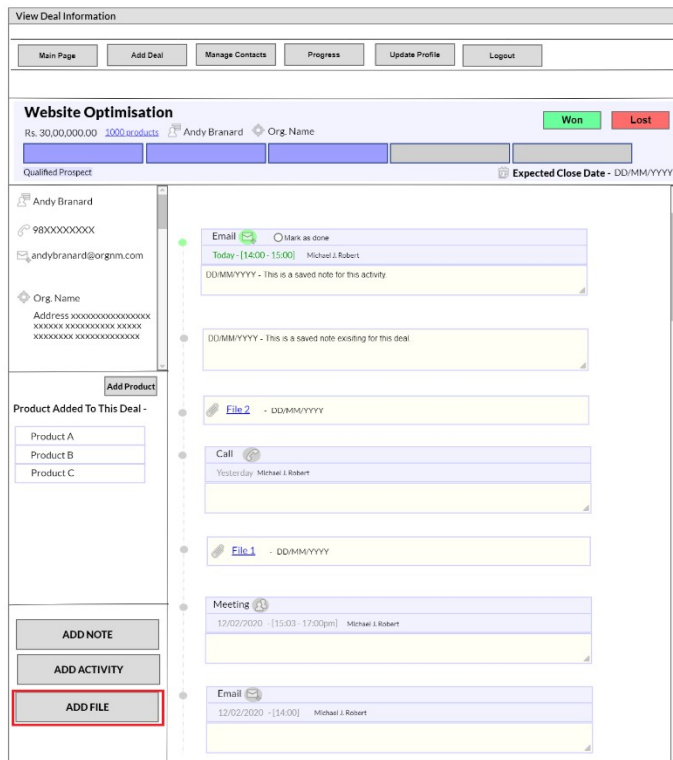 View Deal Information
Main Page Add Deal Manage Contacts Progress Update Profile Logout
Website Optimisation
Won Lost
Rs. 30,00,000.00 1000 products Andy Branard Org. Name
Qualified Prospect
Expected Close Date - DD/MM/YYYY
Andy Branard
98XXXXXXXX
andybranard@orgnm.com
Org. Name
Address xxxxxxxxxxxxxxxx
xxxxxx xxxxxxxxxx xxxxx
xxxxxxxx xxxxxxxxxxxxx
Add Product
Product Added To This Deal -
Product A
Product B
Product C
ADD NOTE
ADD ACTIVITY
ADD FILE
Email Mark as done
Today - [14:00 - 15:00] Michael J. Robert
DD/MM/YYYY - This is a saved note for this activity.
DD/MM/YYYY - This is a saved note exisiting for this deal
File 2 - DD/MM/YYYY
Call
Yesterday Michael J. Robert
File 1 - DD/MM/YYYY
Meeting
12/02/2020 - [15:03 - 17:00pm] Michael J. Robert
Email
12/02/2020 - [14:00] Michael J. Robert